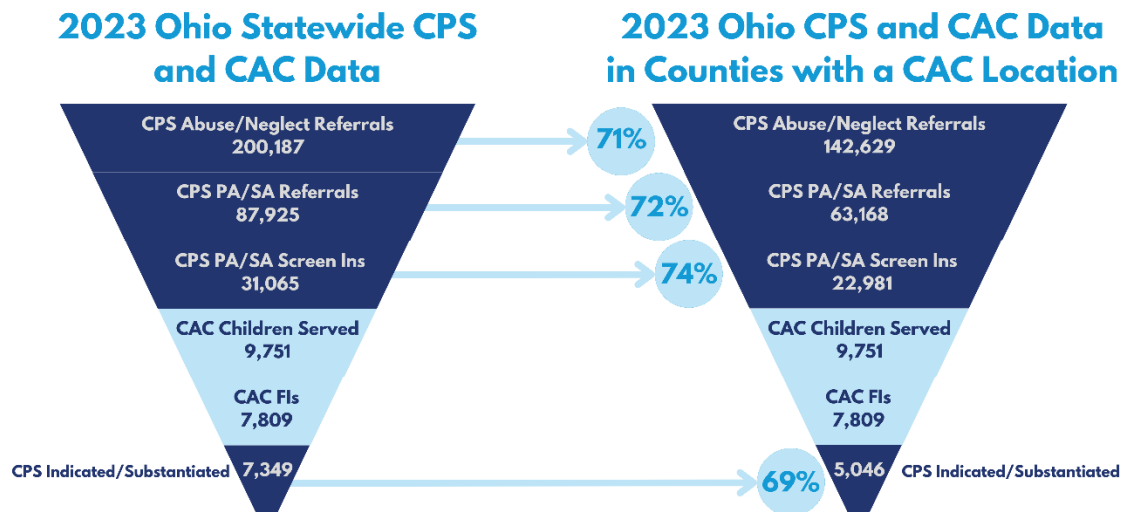 2023 Ohio Statewide CPS
and CAC Data
CPS Abuse/Neglect Referrals
200,187
CPS PA/SA Referrals
87,925
CPS PA/SA Screen Ins
31,065
CAC Children Served
9,751
CAC FIs
7,809
CPS Indicated/Substantiated 7,349
71%
72%
74%
69%
2023 Ohio CPS and CAC Data
in Counties with a CAC Location
CPS Abuse/Neglect Referrals
142,629
CPS PA/SA Referrals
63,168
CPS PA/SA Screen Ins
22,981
CAC Children Served
9,751
CAC FIs
7,809
5,046 CPS Indicated/Substantiated